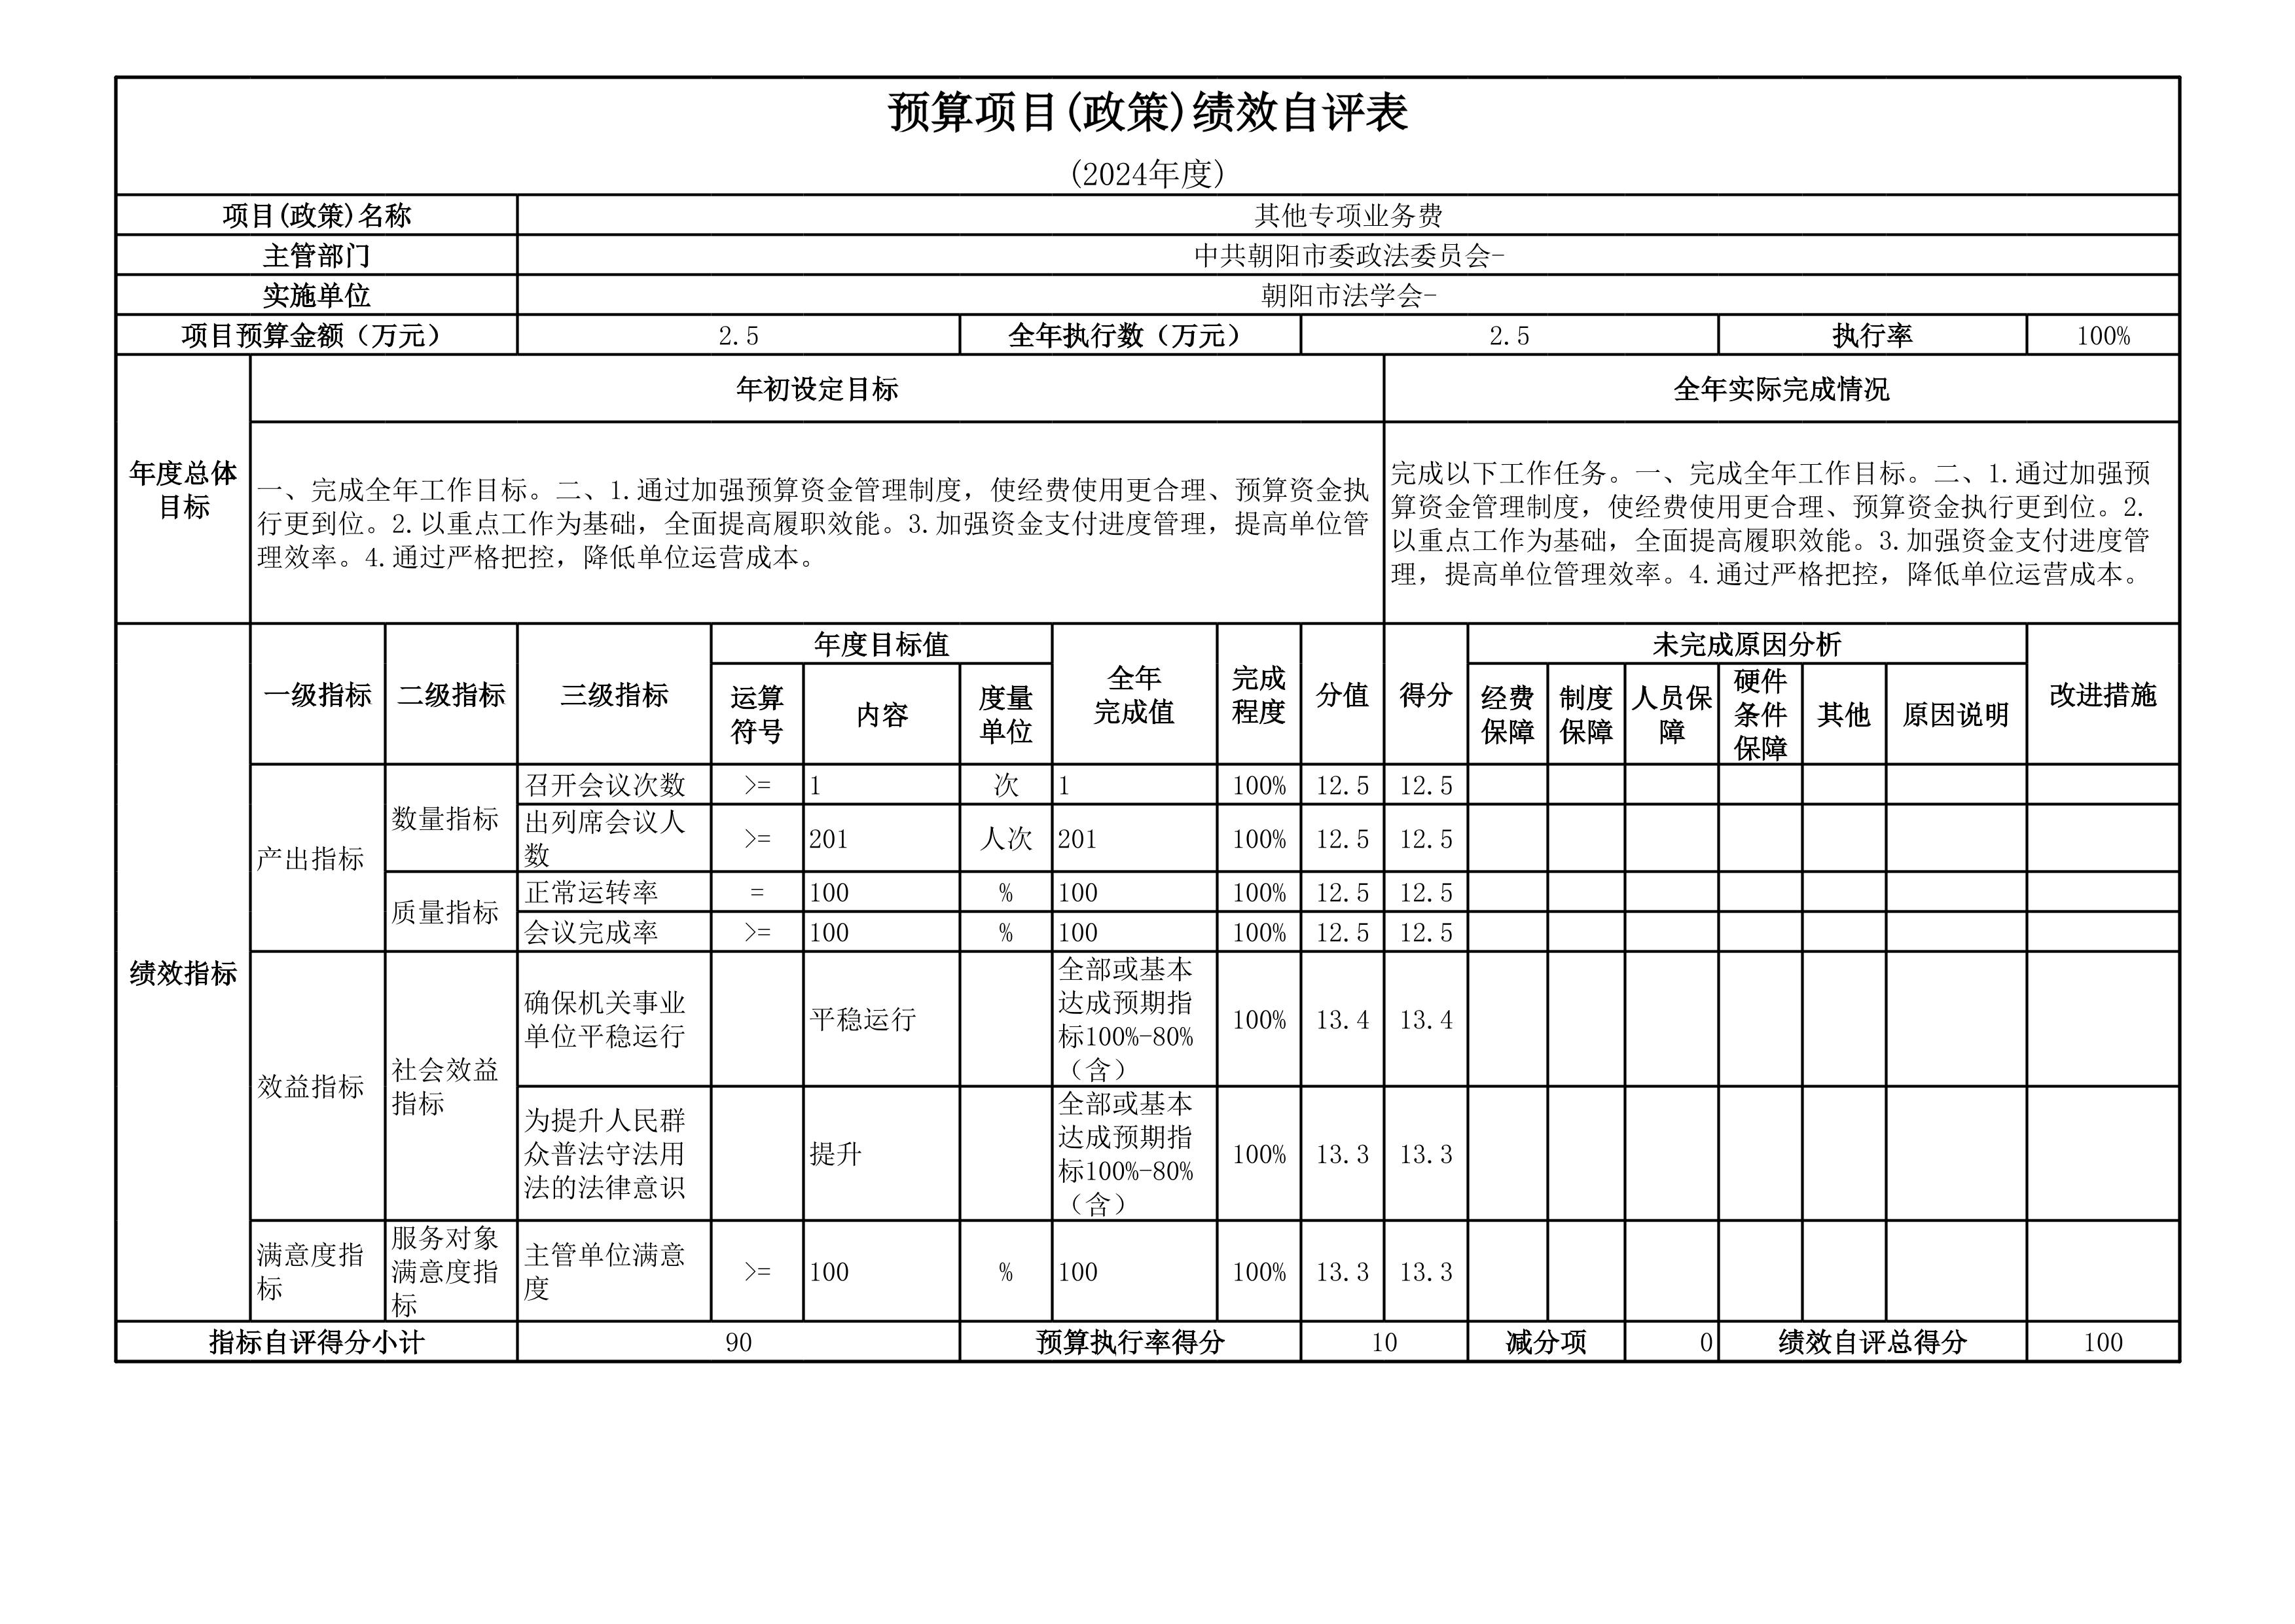 预算项目(政策)绩效自评表
(2024年度)
项目(政策)名称 其他专项业务费
主管部门 中共朝阳市委政法委员会-
实施单位 朝阳市法学会-
项目预算金额（万元） 2.5 全年执行数（万元） 2.5 执行率 100%
年度总体
目标
年初设定目标 全年实际完成情况
一、完成全年工作目标。二、1.通过加强预算资金管理制度，使经费使用更合理、预算资金执
行更到位。2.以重点工作为基础，全面提高履职效能。3.加强资金支付进度管理，提高单位管
理效率。4.通过严格把控，降低单位运营成本。
完成以下工作任务。一、完成全年工作目标。二、1.通过加强预
算资金管理制度，使经费使用更合理、预算资金执行更到位。2.
以重点工作为基础，全面提高履职效能。3.加强资金支付进度管
理，提高单位管理效率。4.通过严格把控，降低单位运营成本。
绩效指标
一级指标 二级指标 三级指标
年度目标值
运算
符号
内容
度量
单位
全年
完成值
完成
程度
分值 得分
未完成原因分析
经费
保障
制度
保障
人员保
障
硬件
条件
保障
其他 原因说明
改进措施
产出指标
数量指标
召开会议次数 >= 1 次 1 100% 12.5 12.5
出列席会议人
数
>= 201 人次 201 100% 12.5 12.5
质量指标
正常运转率 = 100 % 100 100% 12.5 12.5
会议完成率 >= 100 % 100 100% 12.5 12.5
效益指标
社会效益
指标
确保机关事业
单位平稳运行
平稳运行
全部或基本
达成预期指
标100%-80%
（含）
100% 13.4 13.4
为提升人民群
众普法守法用
法的法律意识
提升
全部或基本
达成预期指
标100%-80%
（含）
100% 13.3 13.3
满意度指
标
服务对象
满意度指
标
主管单位满意
度
>= 100 % 100 100% 13.3 13.3
指标自评得分小计 90 预算执行率得分 10 减分项 0 绩效自评总得分 100